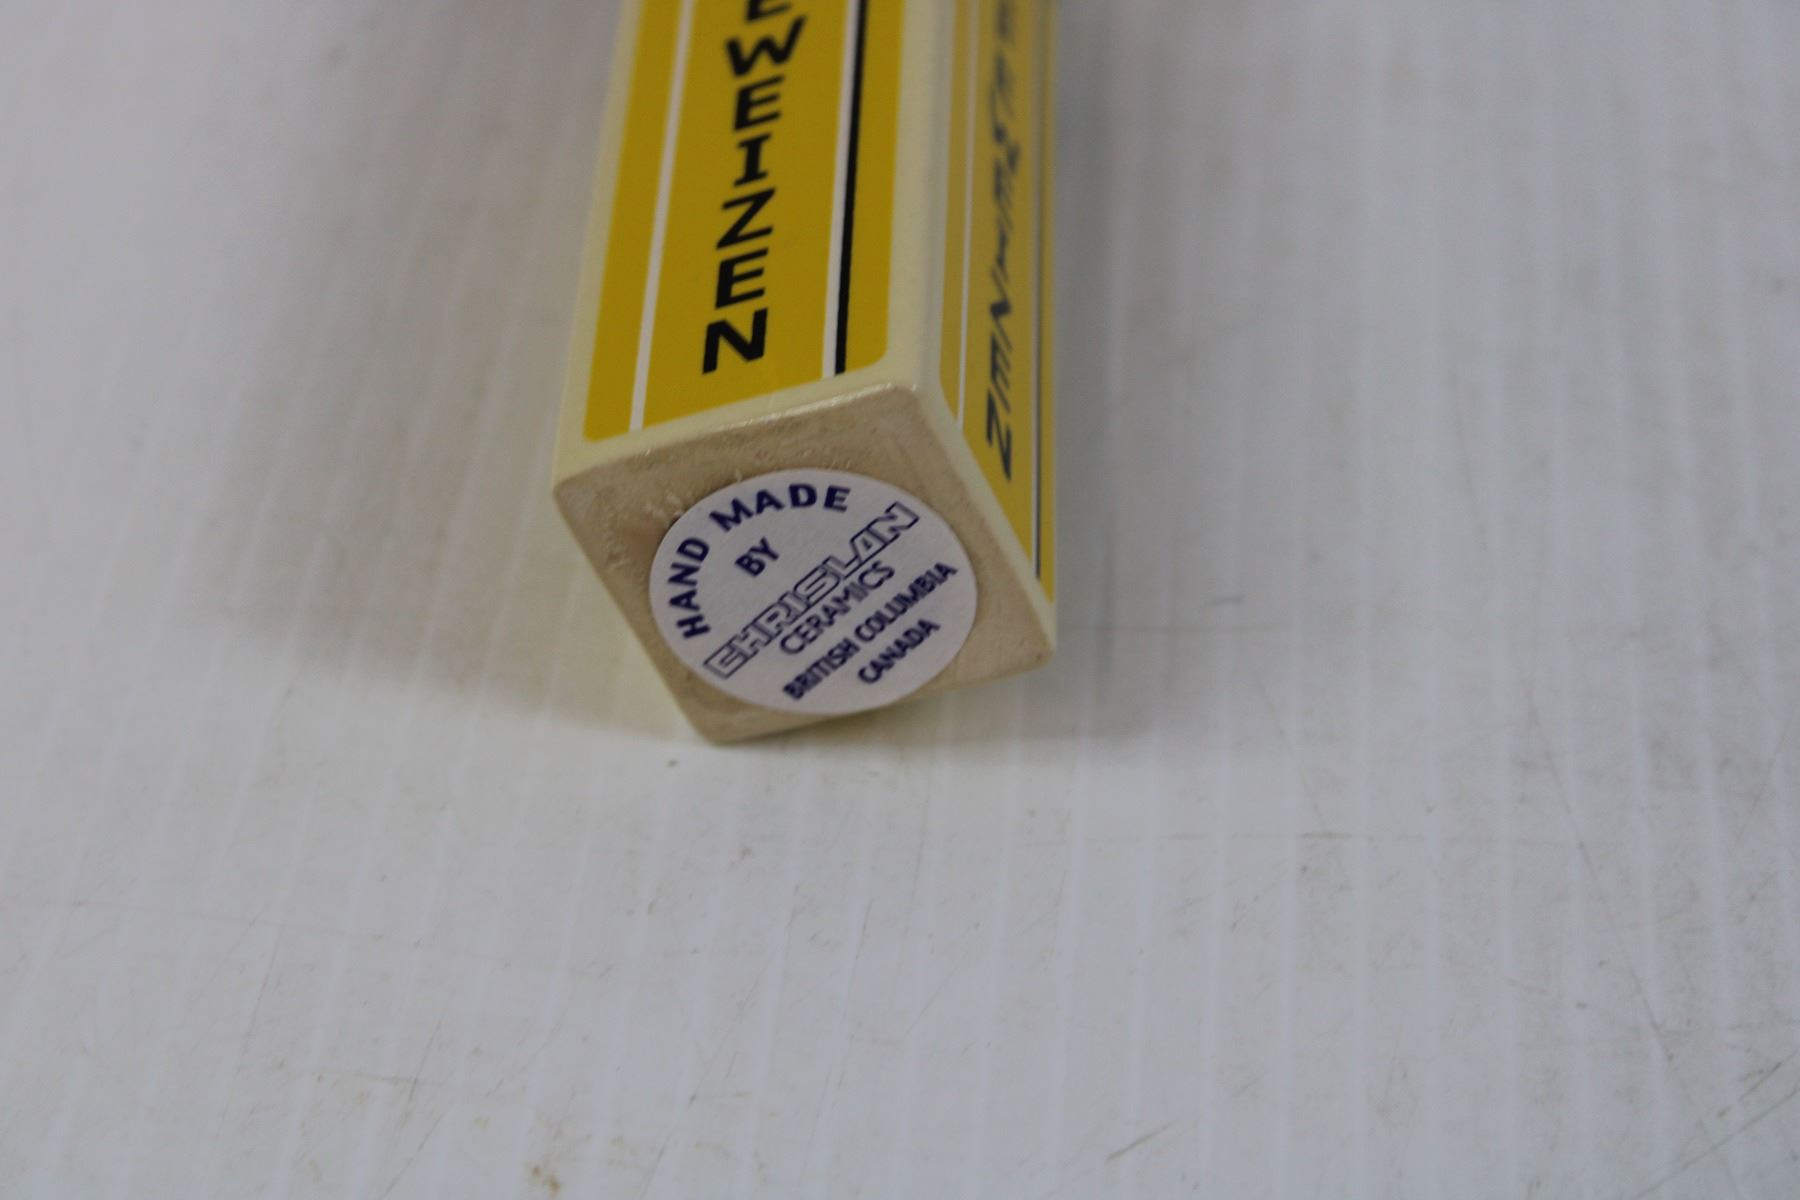 EWEIZEN
HAND MADE
BY
CHRISLAN
CERAMICS
BRITISH COLUMBIA
CANADA